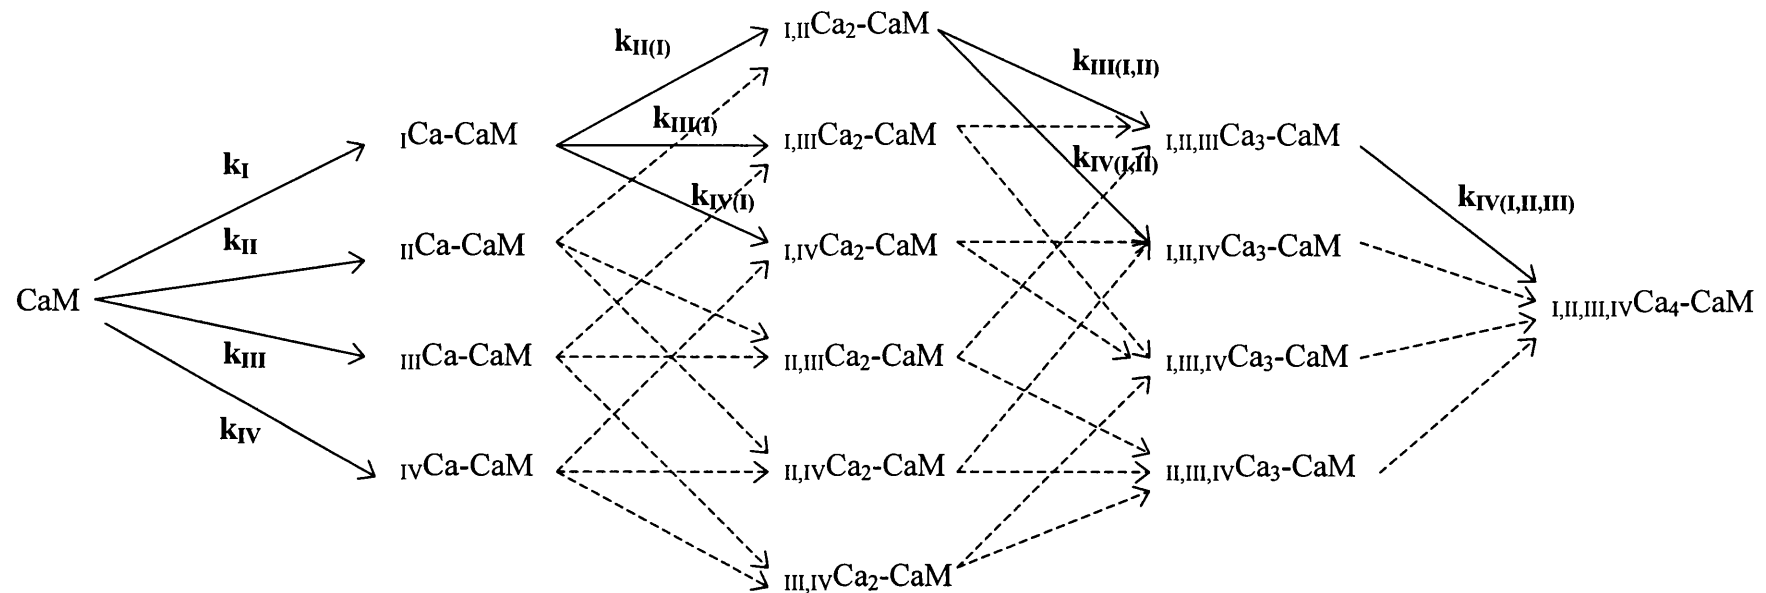 I,IICa2-CaM
kII(I)
kIII(I,II)
kIII(I)
ICa-CaM
I,IIICa2-CaM
I,II,IIICa3-CaM
kI
kIV(I,II)
kIV(I)
kIV(I,II,III)
kII
IICa-CaM
I,IVCa2-CaM
I,II,IVCa3-CaM
CaM
I,II,III,IVCa4-CaM
kIII
IIICa-CaM
II,IIICa2-CaM
I,III,IVCa3-CaM
kIV
IVCa-CaM
II,IVCa2-CaM
II,III,IVCa3-CaM
III,IVCa2-CaM